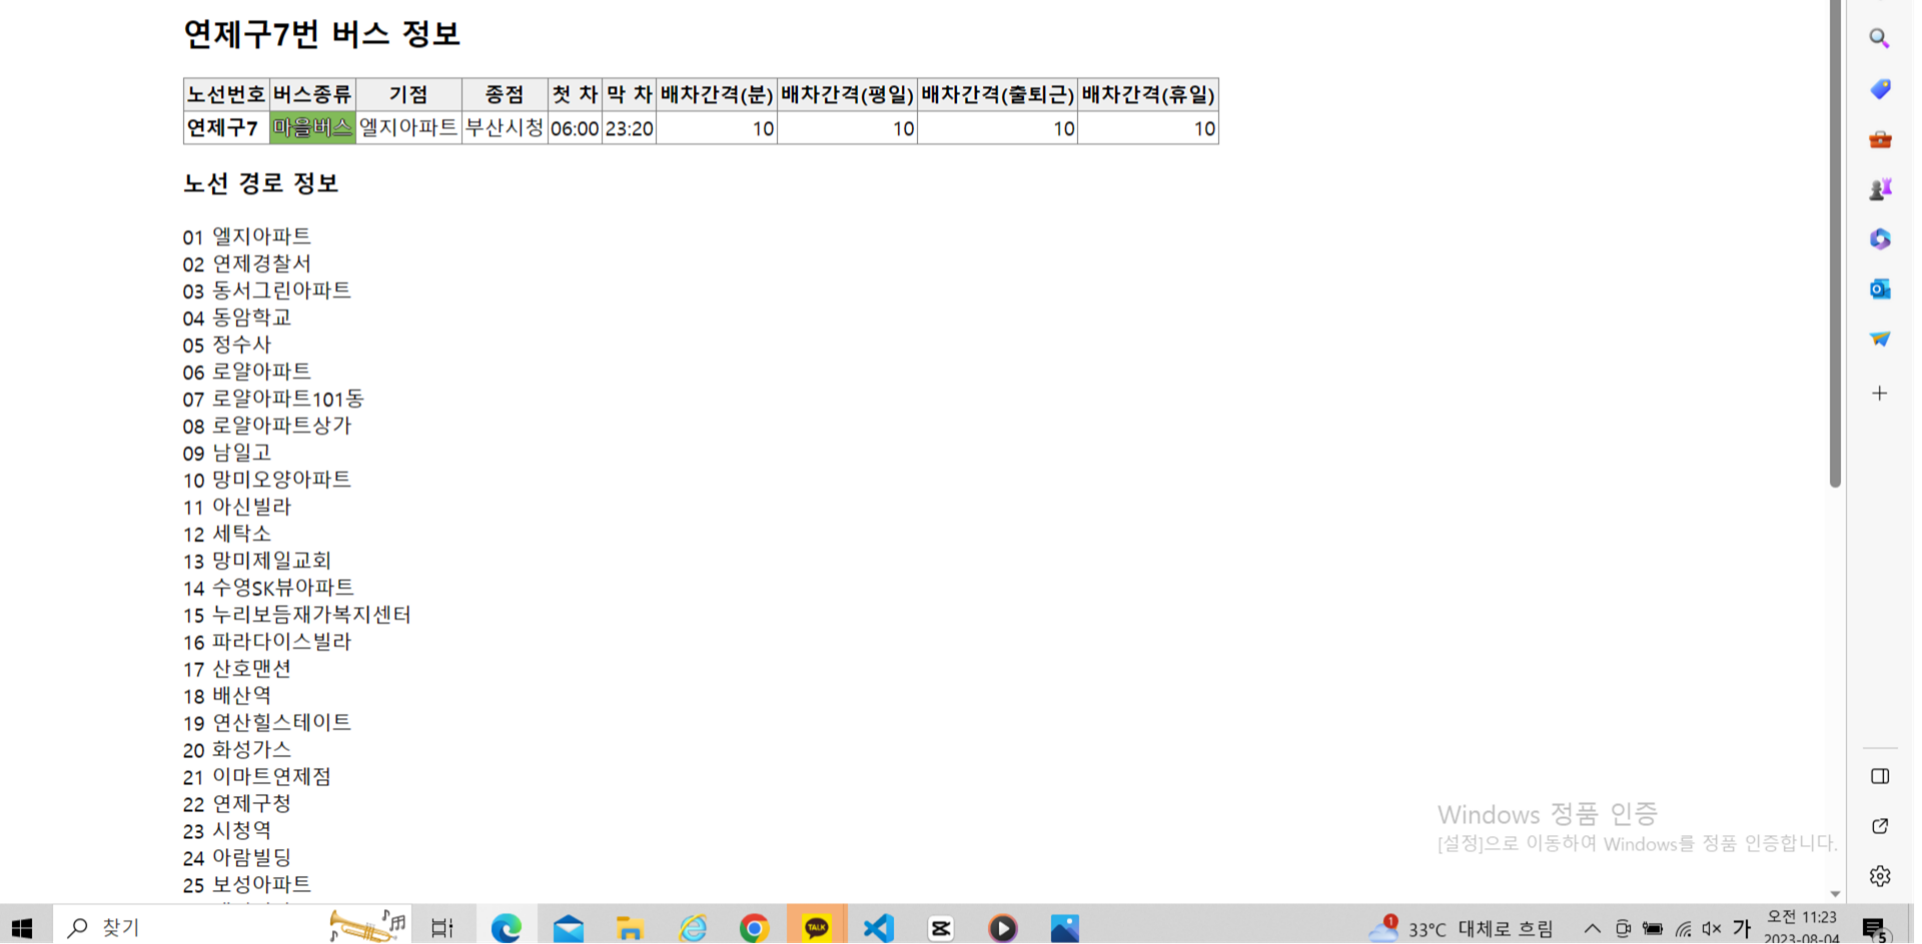 연제구7번 버스 정보
노선번호 버스종류 기점 종점 첫 차 막 차 배차간격(분) 배차간격(평일) 배차간격(출퇴근) 배차간격(휴일)
연제구7 마을버스 엘지아파트 부산시청 06:00 23:20 10 10 10 10
노선 경로 정보
01 엘지아파트
02 연제경찰서
03 동서그린아파트
04 동암학교
05 정수사
06 로얄아파트
07 로얄아파트101동
08 로얄아파트상가
09 남일고
10 망미오양아파트
11 아신빌라
12 세탁소
13 망미제일교회
14 수영SK뷰아파트
15 누리보듬재가복지센터
16 파라다이스빌라
17 산호맨션
18 배산역
19 연산힐스테이트
20 화성가스
21 이마트연제점
22 연제구청
23 시청역
24 아람빌딩
25 보성아파트
Windows 정품 인증
[설정]으로 이동하여 Windows를 정품 인증합니다.
찾기
TALK
1
33°C 대체로 흐림
가
오전 11:23
2023-08-04
5